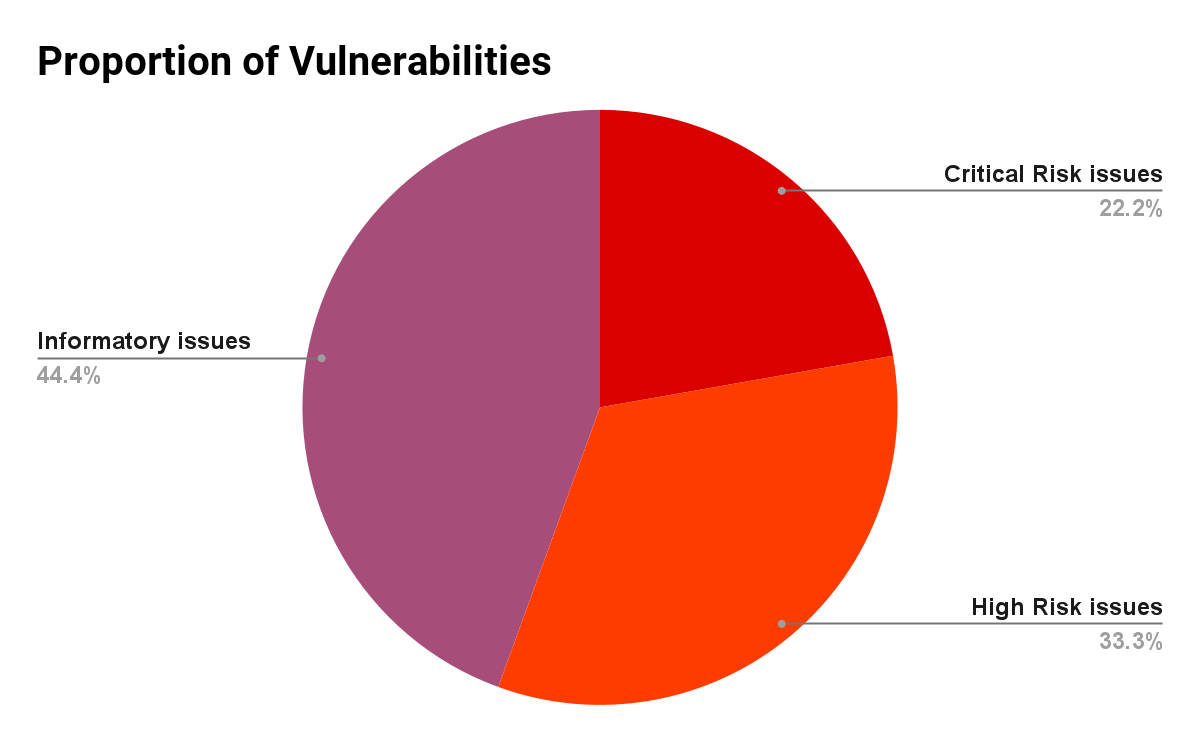 Proportion of Vulnerabilities
Critical Risk issues
22.2%
Informatory issues
44.4%
High Risk issues
33.3%